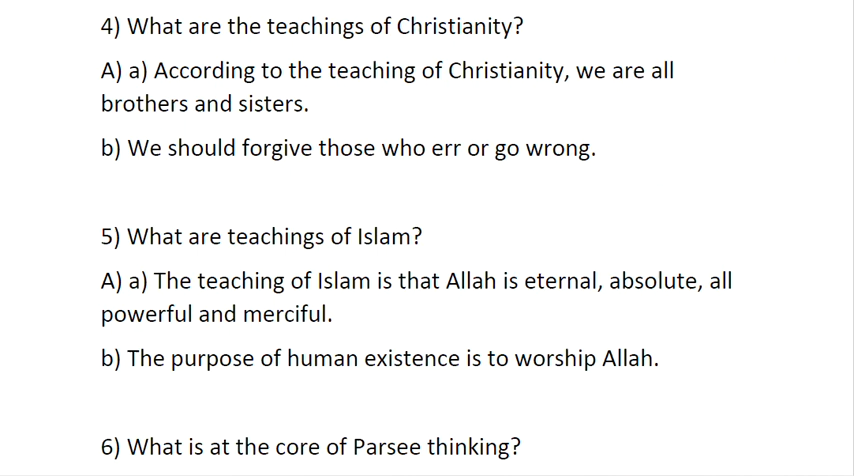 4) What are the teachings of Christianity?
A) a) According to the teaching of Christianity, we are all
brothers and sisters.
b) We should forgive those who err or go wrong.
5) What are teachings of Islam?
A) a) The teaching of Islam is that Allah is eternal, absolute, all
powerful and merciful.
b) The purpose of human existence is to worship Allah.
6) What is at the core of Parsee thinking?